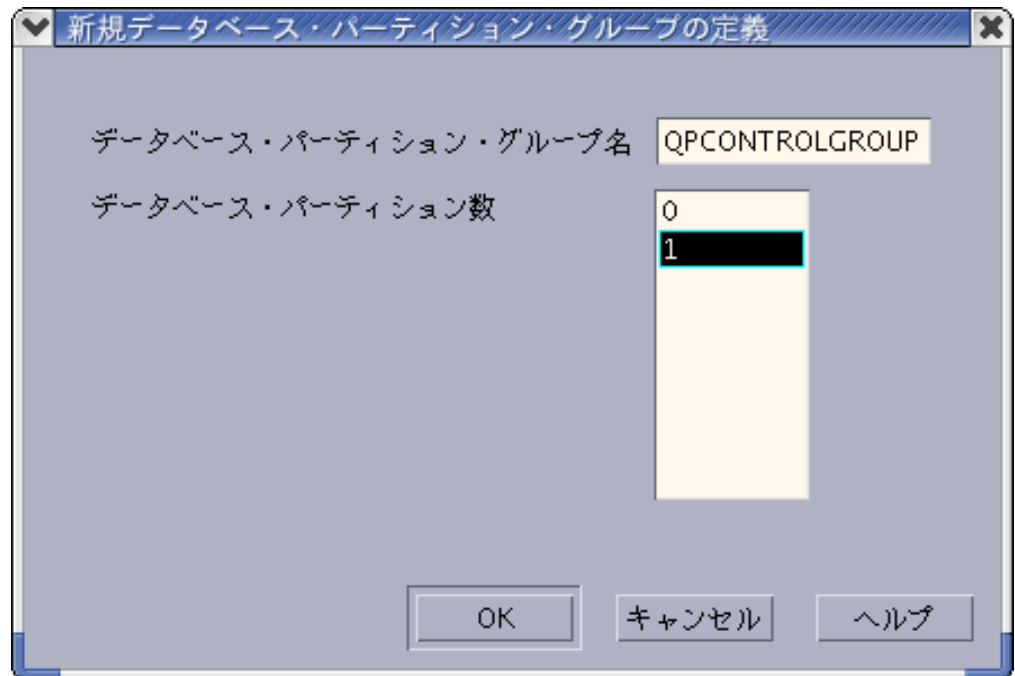 新規データベース・パーティション・グループの定義
データベース・パーティション・グループ名 QPCONTROLGROUP
データベース・パーティション数 0
1
OK キャンセル ヘルプ